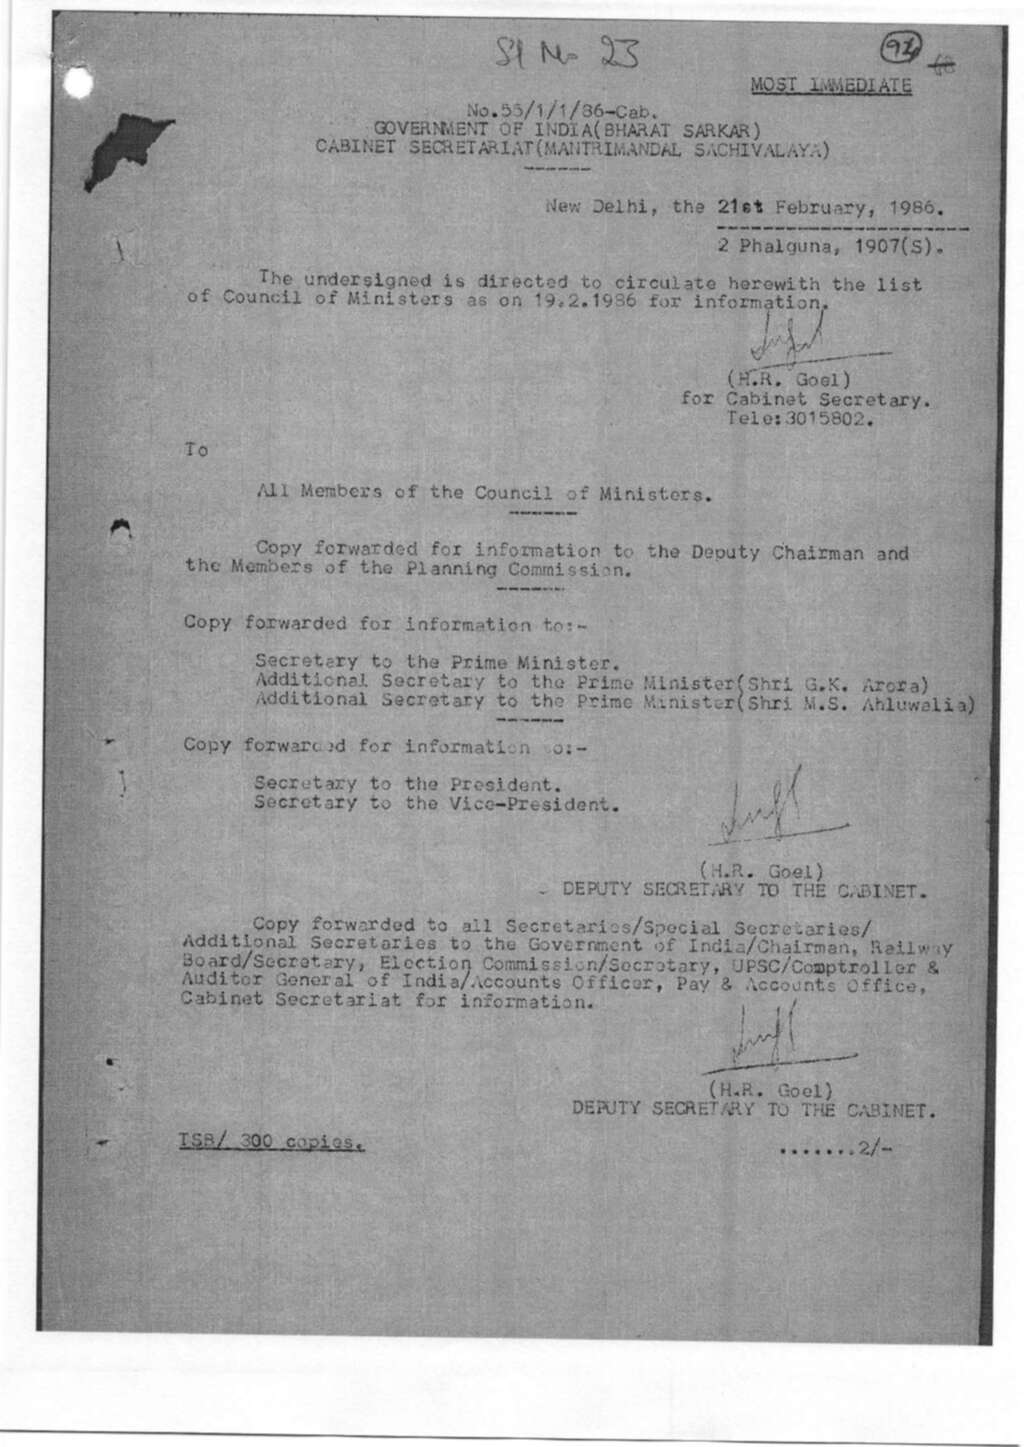 Sl No 23
94
68
MOST IMMEDIATE
No.55/1/1/86-Cab.
GOVERNMENT OF INDIA(BHARAT SARKAR)
CABINET SECRETARIAT(MANTRIMANDAL SACHIVALAYA)
New Delhi, the 21st February, 1986.
2 Phalguna, 1907(S).
The undersigned is directed to circulate herewith the list
of Council of Ministers as on 19.2.1986 for information.
(H.R. Goel)
for Cabinet Secretary.
Tele:3015802.
To
All Members of the Council of Ministers.
Copy forwarded for information to the Deputy Chairman and
the Members of the Planning Commission.
Copy forwarded for information to:-
Secretary to the Prime Minister.
Additional Secretary to the Prime Minister(Shri G.K. Arora)
Additional Secretary to the Prime Minister(Shri M.S. Ahluwalia)
Copy forwarded for information to:-
Secretary to the President.
Secretary to the Vice-President.
(H.R. Goel)
DEPUTY SECRETARY TO THE CABINET.
Copy forwarded to all Secretaries/Special Secretaries/
Additional Secretaries to the Government of India/Chairman, Railway
Board/Secretary, Election Commission/Secretary, UPSC/Comptroller &
Auditor General of India/Accounts Officer, Pay & Accounts Office,
Cabinet Secretariat for information.
(H.R. Goel)
DEPUTY SECRETARY TO THE CABINET.
TSB/ 300 copies.
.......2/-